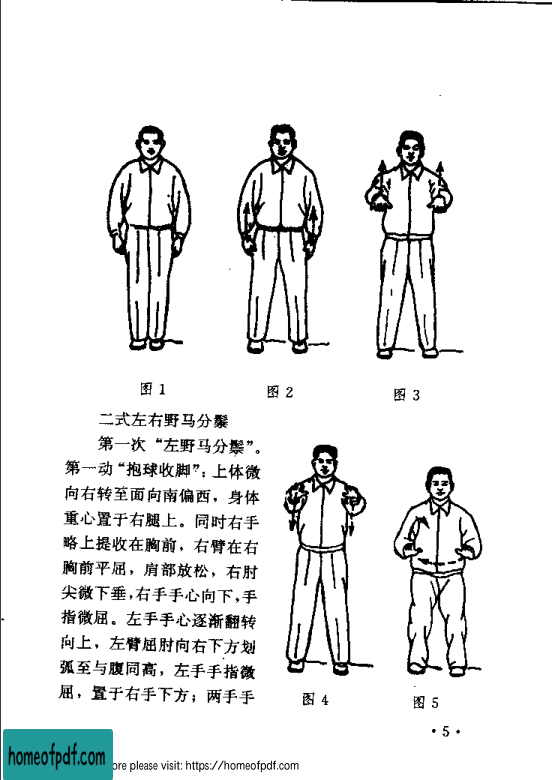 图 1
图 2
图 3
二式左右野马分鬃
第一次“左野马分鬃”。
第一动“抱球收脚”：上体微
向右转至面向南偏西，身体
重心置于右腿上。同时右手
略上提收在胸前，右臂在右
胸前平屈，肩部放松，右肘
尖微下垂，右手手心向下，手
指微屈。左手手心逐渐翻转
向上，左臂屈肘向右下方划
弧至与腹同高，左手手指微
屈，置于右手下方；两手手
图 4
图 5
·5·
homeofpdf.com
ore please visit: https://homeofpdf.com